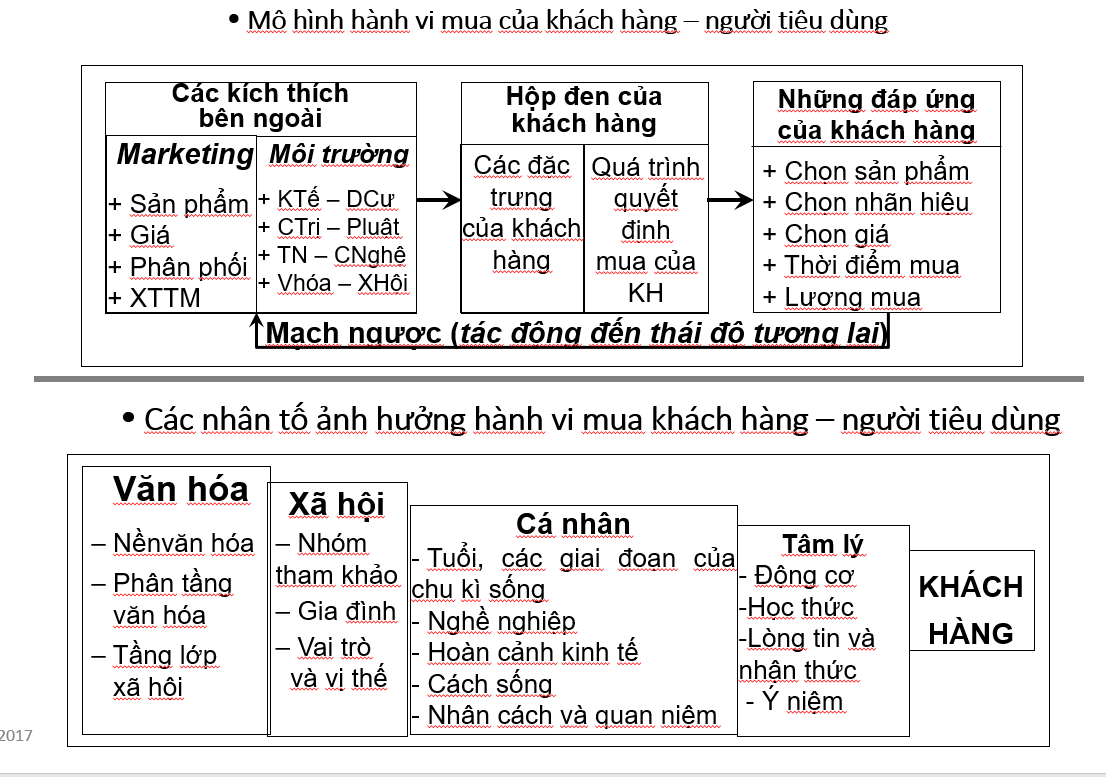 • Mô hình hành vi mua của khách hàng – người tiêu dùng
Các kích thích
bên ngoài
Marketing
+ Sản phẩm
+ Giá
+ Phân phối
+ XTTM
Môi trường
+ KTế – DCư
+ CTrị – Pluật
+ TN – CNghệ
+ Vhóa – XHội
Hộp đen của
khách hàng
Các đặc
trưng
của khách
hàng
Quá trình
quyết
định
mua của
KH
Những đáp ứng
của khách hàng
+ Chọn sản phẩm
+ Chọn nhãn hiệu
+ Chọn giá
+ Thời điểm mua
+ Lượng mua
Mạch ngược (tác động đến thái độ tương lai)
• Các nhân tố ảnh hưởng hành vi mua khách hàng – người tiêu dùng
Văn hóa
– Nềnvăn hóa
– Phân tầng
văn hóa
– Tầng lớp
xã hội
Xã hội
– Nhóm
tham khảo
– Gia đình
– Vai trò
và vị thế
Cá nhân
- Tuổi, các giai đoạn của
chu kì sống
- Nghề nghiệp
- Hoàn cảnh kinh tế
- Cách sống
- Nhân cách và quan niệm
Tâm lý
- Động cơ
-Học thức
-Lòng tin và
nhận thức
- Ý niệm
KHÁCH
HÀNG
2017